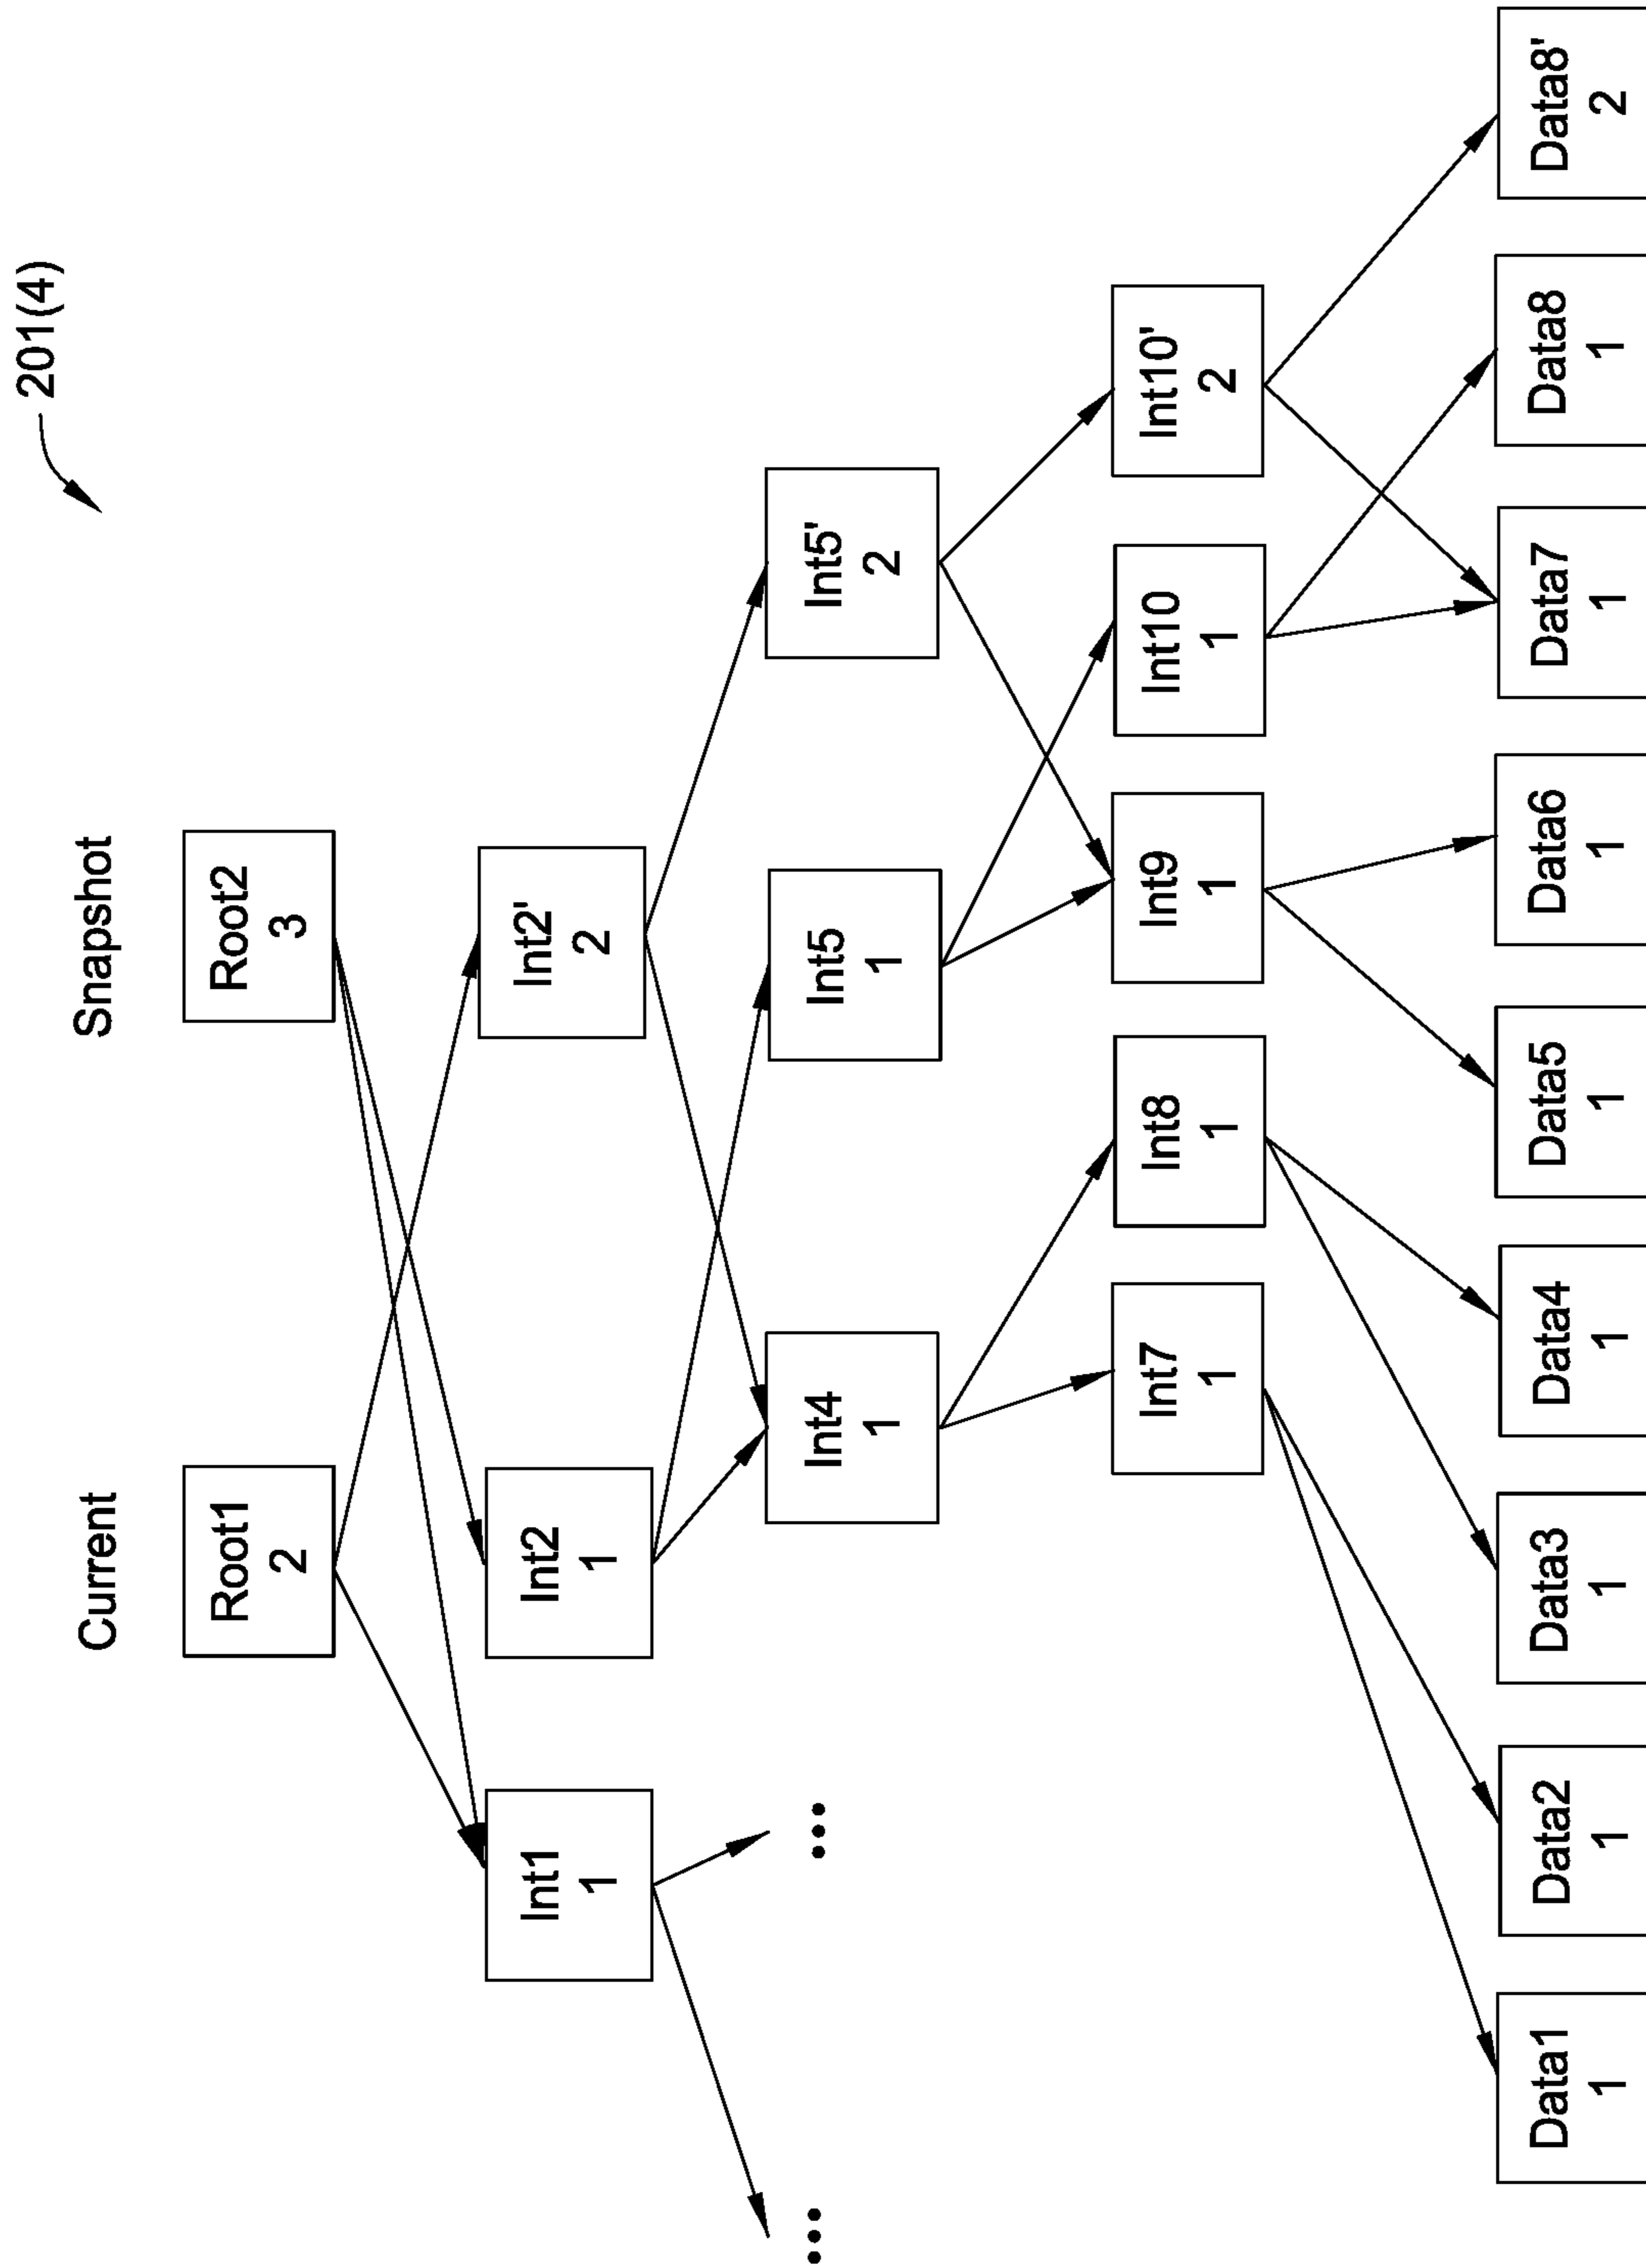 201(4)
Current
Snapshot
Root1
2
Root2
3
Int1
1
Int2
1
Int2'
2
...
...
Int4
1
Int5
1
Int5'
2
Int7
1
Int8
1
Int9
1
Int10
1
Int10'
2
Data1
1
Data2
1
Data3
1
Data4
1
Data5
1
Data6
1
Data7
1
Data8
1
Data8'
2